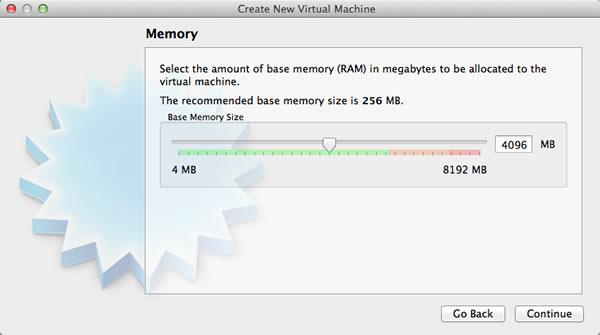 Create New Virtual Machine
Memory
Select the amount of base memory (RAM) in megabytes to be allocated to the
virtual machine.
The recommended base memory size is 256 MB.
Base Memory Size
4096 MB
4 MB 8192 MB
Go Back Continue